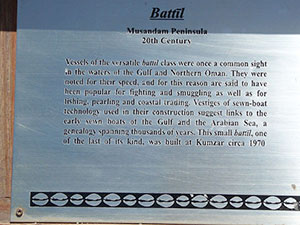 Battīl
Musandam Peninsula
20th Century
Vessels of the versatile battil class were once a common sight
in the waters of the Gulf and Northern Oman. They were
noted for their speed, and for this reason are said to have
been popular for fighting and smuggling as well as for
fishing, pearling and coastal trading. Vestiges of sewn-boat
technology used in their construction suggest links to the
early sewn boats of the Gulf and the Arabian Sea, a
genealogy spanning thousands of years. This small battil, one
of the last of its kind, was built at Kumzar circa 1970